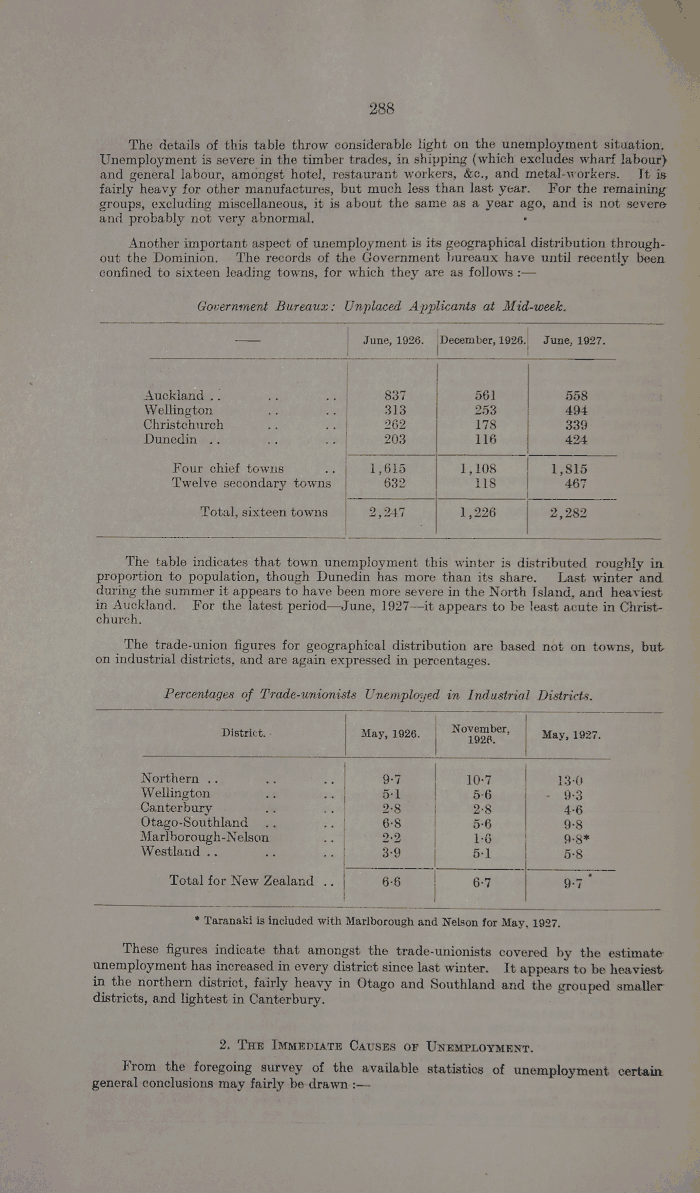 288
The details of this table throw considerable light on the unemployment situation.
Unemployment is severe in the timber trades, in shipping (which excludes wharf labour)
and general labour, amongst hotel, restaurant workers, &c., and metal-workers. It is
fairly heavy for other manufactures, but much less than last year. For the remaining
groups, excluding miscellaneous, it is about the same as a year ago, and is not severe
and probably not very abnormal.
Another important aspect of unemployment is its geographical distribution through-
out the Dominion. The records of the Government bureaux have until recently been
confined to sixteen leading towns, for which they are as follows :—
Government Bureaux: Unplaced Applicants at Mid-week.
— June, 1926. December, 1926. June, 1927.
Auckland .. .. .. 837 561 558
Wellington .. .. 313 253 494
Christchurch .. .. 262 178 339
Dunedin .. .. .. 203 116 424
Four chief towns .. 1,615 1,108 1,815
Twelve secondary towns 632 118 467
Total, sixteen towns 2,247 1,226 2,282
The table indicates that town unemployment this winter is distributed roughly in
proportion to population, though Dunedin has more than its share. Last winter and
during the summer it appears to have been more severe in the North Island, and heaviest
in Auckland. For the latest period—June, 1927—it appears to be least acute in Christ-
church.
The trade-union figures for geographical distribution are based not on towns, but
on industrial districts, and are again expressed in percentages.
Percentages of Trade-unionists Unemployed in Industrial Districts.
District. May, 1926. November, 1926. May, 1927.
Northern .. .. .. 9·7 10·7 13·0
Wellington .. .. 5·1 5·6 9·3
Canterbury .. .. 2·8 2·8 4·6
Otago-Southland .. .. 6·8 5·6 9·8
Marlborough-Nelson .. 2·2 1·6 9·8*
Westland .. .. .. 3·9 5·1 5·8
Total for New Zealand .. 6·6 6·7 9·7
* Taranaki is included with Marlborough and Nelson for May, 1927.
These figures indicate that amongst the trade-unionists covered by the estimate
unemployment has increased in every district since last winter. It appears to be heaviest
in the northern district, fairly heavy in Otago and Southland and the grouped smaller
districts, and lightest in Canterbury.
2. The Immediate Causes of Unemployment.
From the foregoing survey of the available statistics of unemployment certain
general conclusions may fairly be drawn :—